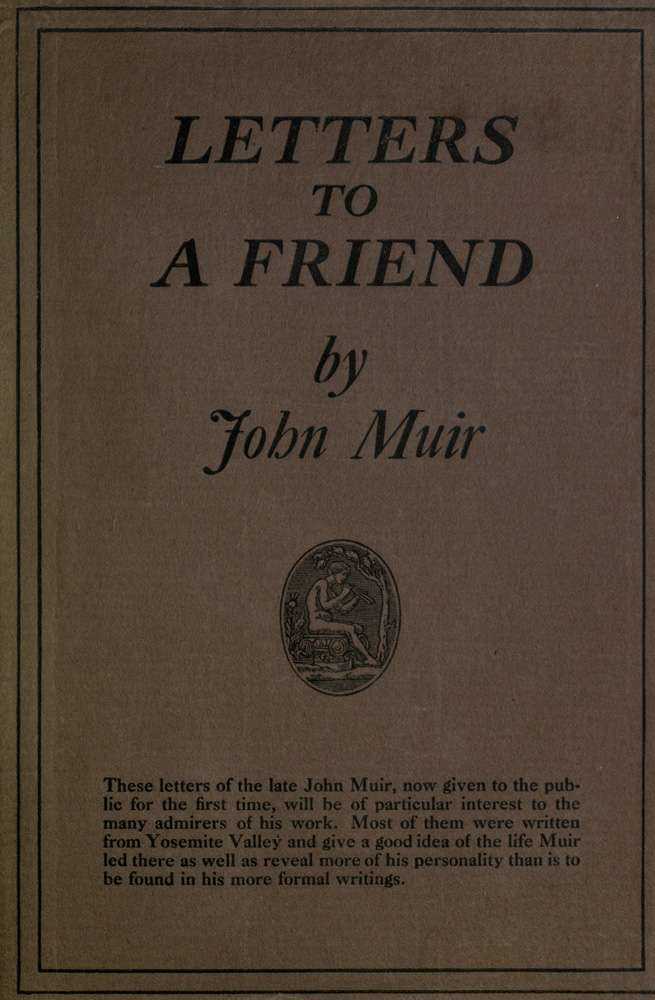 LETTERS
TO
A FRIEND
by
John Muir
These letters of the late John Muir, now given to the pub-
lic for the first time, will be of particular interest to the
many admirers of his work. Most of them were written
from Yosemite Valley and give a good idea of the life Muir
led there as well as reveal more of his personality than is to
be found in his more formal writings.